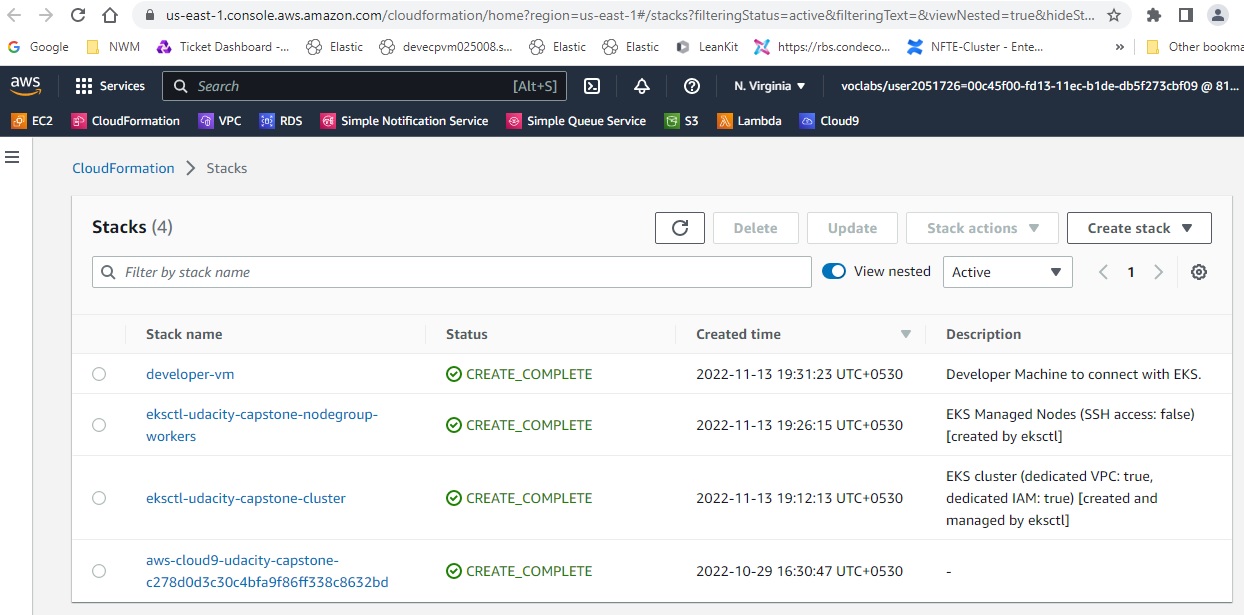 us-east-1.console.aws.amazon.com/cloudformation/home?region=us-east-1#/stacks?filteringStatus=active&filteringText=&viewNested=true&hideSt...
Google NWM Ticket Dashboard -... Elastic devecpvm025008.s... Elastic Elastic LeanKit https://rbs.condeco... NFTE-Cluster - Ente... » Other bookma
aws Services Search [Alt+S] N. Virginia voclabs/user2051726=00c45f00-fd13-11ec-b1de-db5f273cbf09 @ 81...
EC2 CloudFormation VPC RDS Simple Notification Service Simple Queue Service S3 Lambda Cloud9
CloudFormation Stacks
Stacks (4) Delete Update Stack actions Create stack
Filter by stack name View nested Active 1
Stack name Status Created time Description
developer-vm CREATE_COMPLETE 2022-11-13 19:31:23 UTC+0530 Developer Machine to connect with EKS.
eksctl-udacity-capstone-nodegroup-
workers CREATE_COMPLETE 2022-11-13 19:26:15 UTC+0530 EKS Managed Nodes (SSH access: false)
[created by eksctl]
eksctl-udacity-capstone-cluster CREATE_COMPLETE 2022-11-13 19:12:13 UTC+0530 EKS cluster (dedicated VPC: true,
dedicated IAM: true) [created and
managed by eksctl]
aws-cloud9-udacity-capstone-
c278d0d3c30c4bfa9f86ff338c8632bd CREATE_COMPLETE 2022-10-29 16:30:47 UTC+0530 -